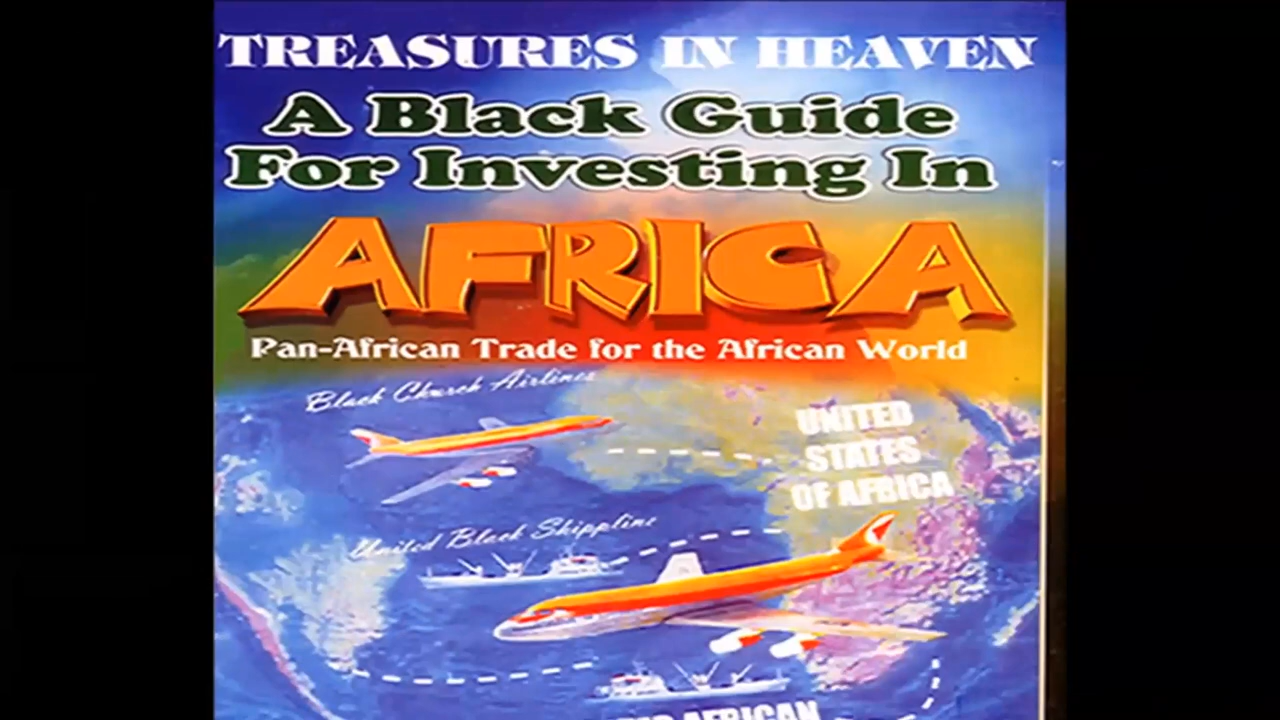 TREASURES IN HEAVEN
A Black Guide
For Investing In
AFRICA
Pan-African Trade for the African World
Black Church Airlines
UNITED
STATES
OF AFRICA
United Black Shippline
AFRICAN